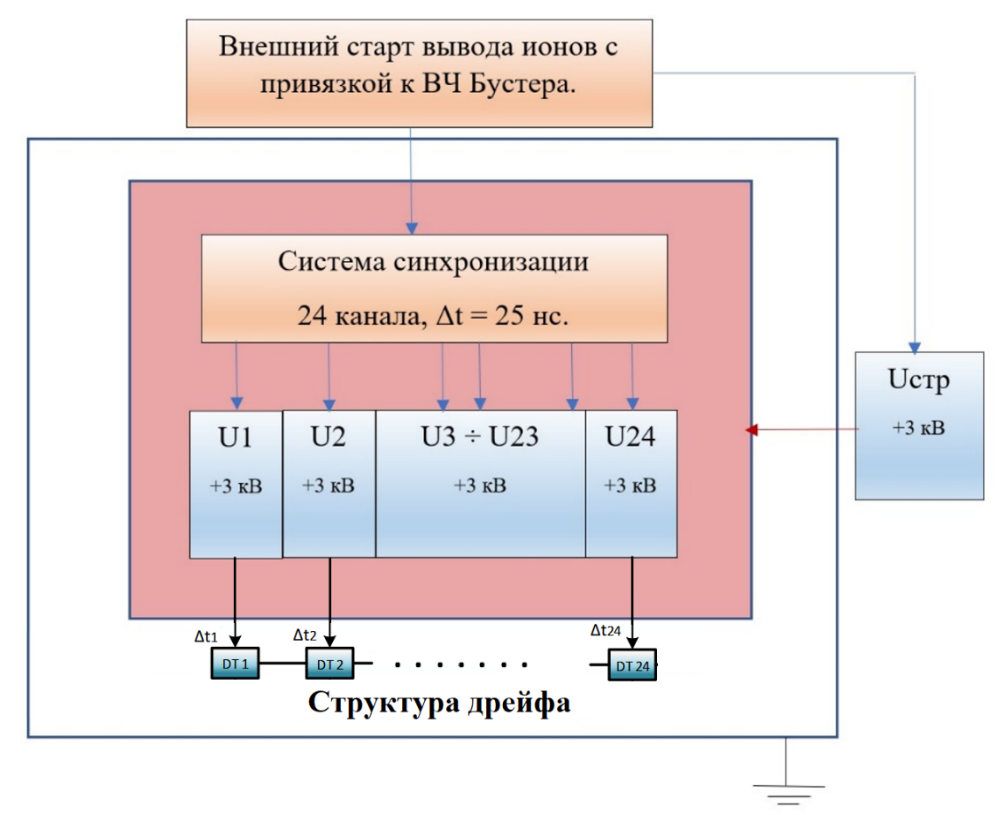 Внешний старт вывода ионов с
привязкой к ВЧ Бустера.
Система синхронизации
24 канала, Δt = 25 нс.
Uстр
+3 кВ
U1
+3 кВ
U2
+3 кВ
U3 ÷ U23
+3 кВ
U24
+3 кВ
Δt1
Δt2
Δt24
DT 1
DT 2
. . . . . . .
DT 24
Структура дрейфа